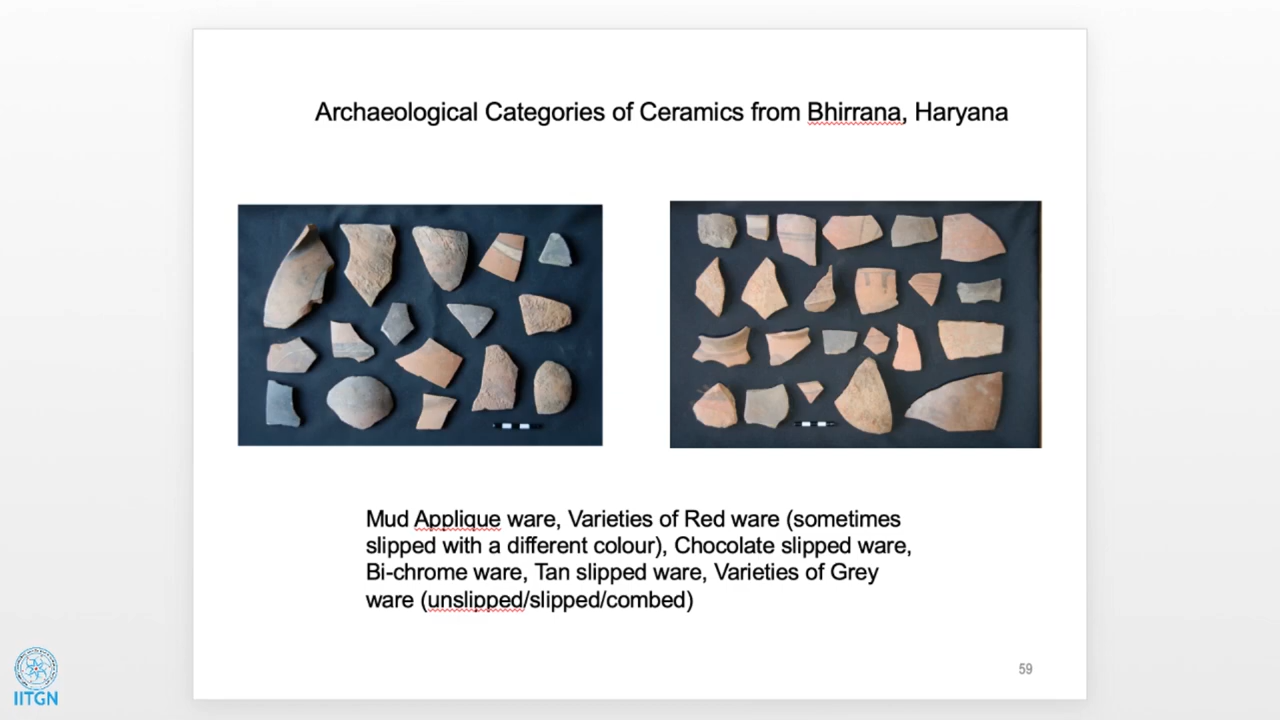 Archaeological Categories of Ceramics from Bhirrana, Haryana
Mud Applique ware, Varieties of Red ware (sometimes
slipped with a different colour), Chocolate slipped ware,
Bi-chrome ware, Tan slipped ware, Varieties of Grey
ware (unslipped/slipped/combed)
59
IITGN